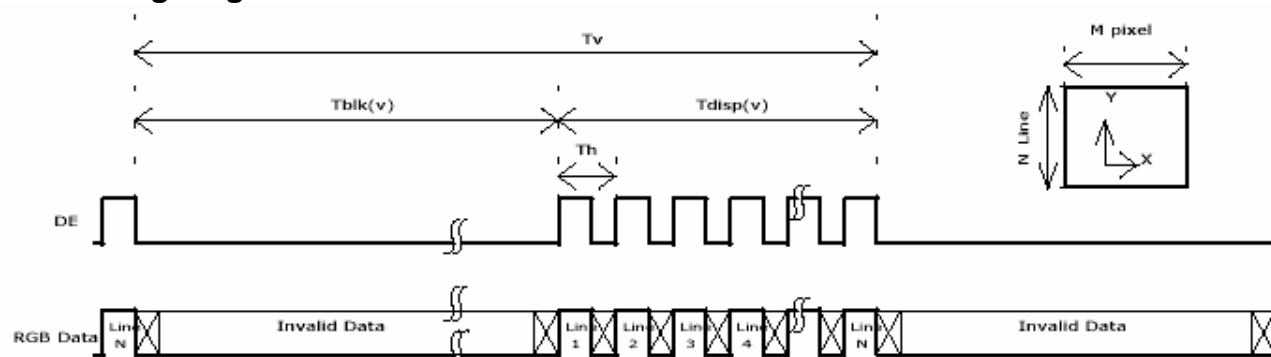 Tv
M pixel
Tblk(v)
Tdisp(v)
Th
N Line
Y
X
DE
RGB Data
Line N
Invalid Data
Line 1
Line 2
Line 3
Line 4
Line N
Invalid Data